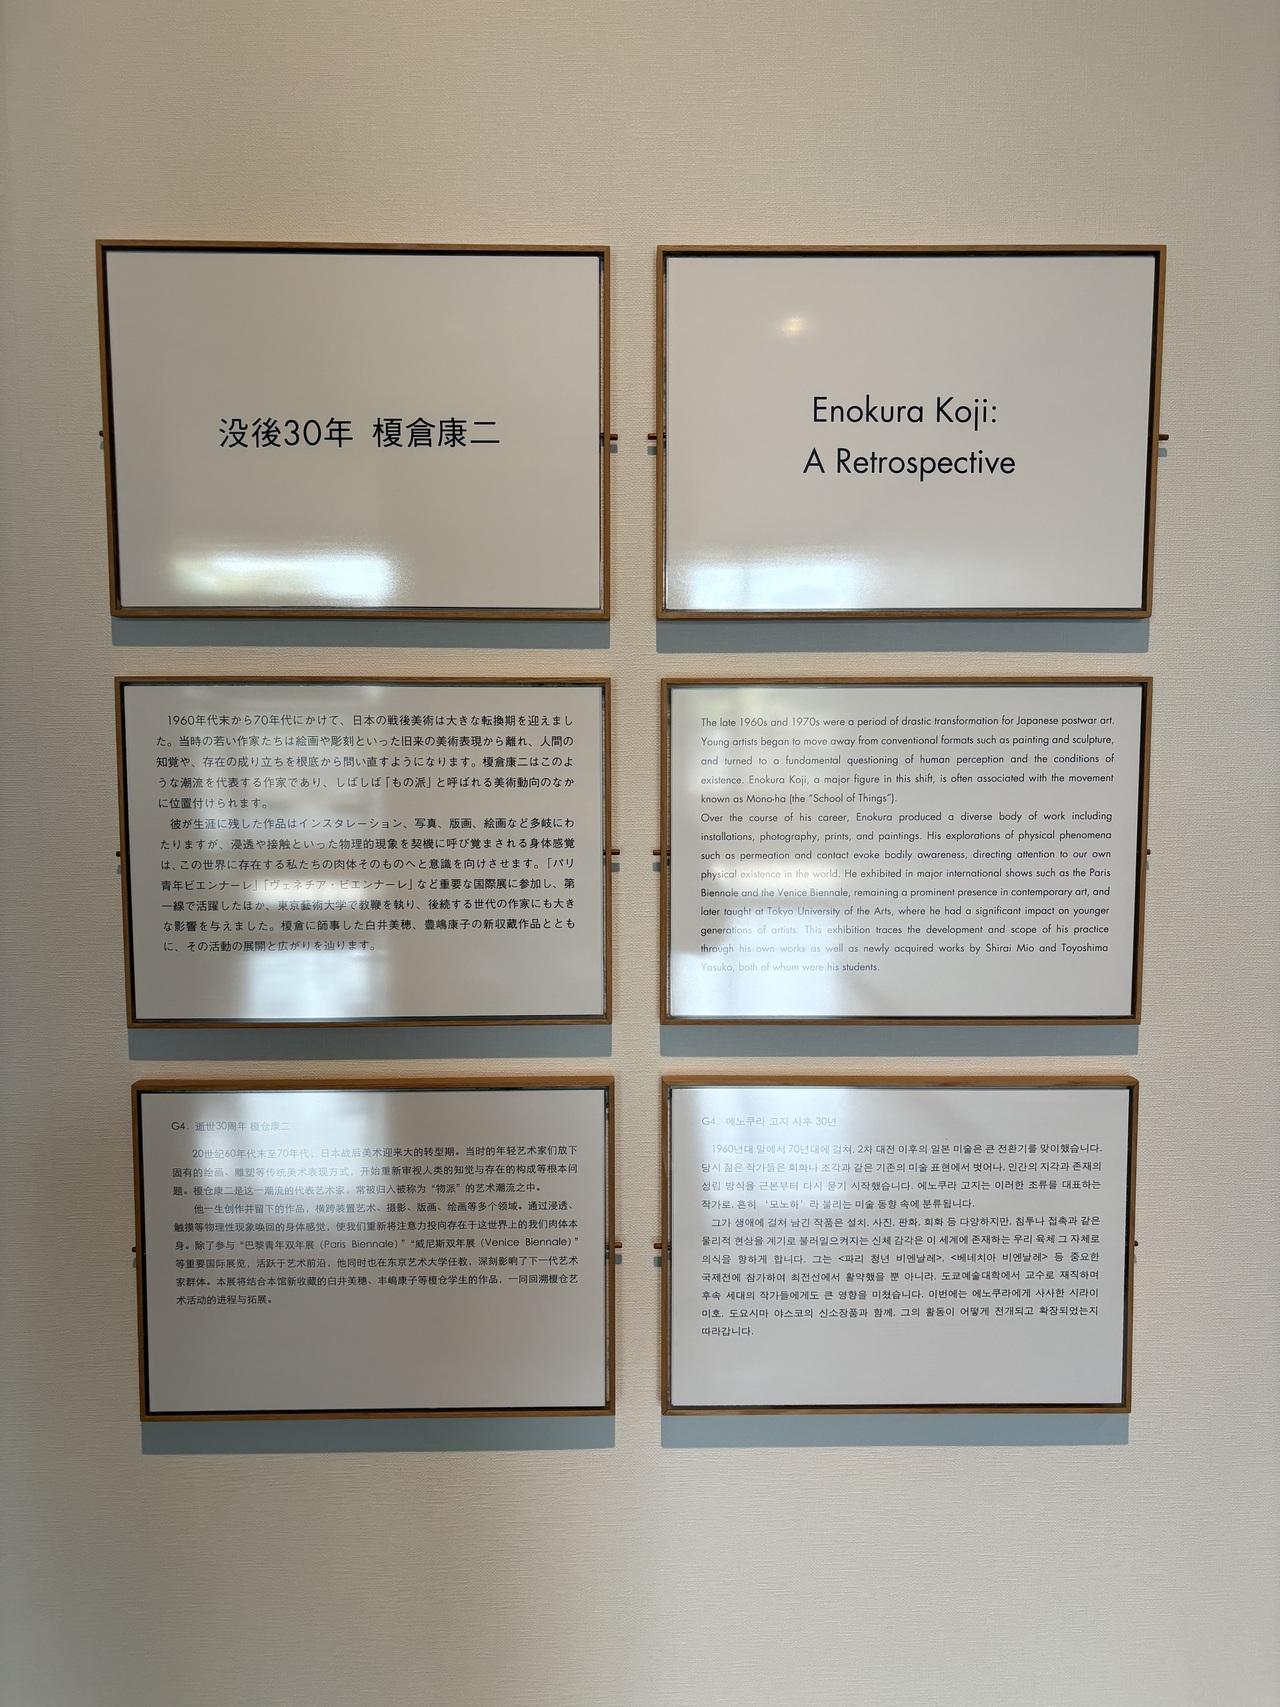 没後30年 榎倉康二
Enokura Koji:
A Retrospective
1960年代末から70年代にかけて、日本の戦後美術は大きな転換期を迎えまし
た。当時の若い作家たちは絵画や彫刻といった旧来の美術表現から離れ、人間の
知覚や、存在の成り立ちを根底から問い直すようになります。榎倉康二はこのよ
うな潮流を代表する作家であり、しばしば「もの派」と呼ばれる美術動向のなか
に位置付けられます。
彼が生涯に残した作品はインスタレーション、写真、版画、絵画など多岐にわ
たりますが、浸透や接触といった物理的現象を契機に呼び覚まされる身体感覚
は、この世界に存在する私たちの肉体そのものへと意識を向けさせます。「パリ
青年ビエンナーレ」「ヴェネチア・ビエンナーレ」など重要な国際展に参加し、第
一線で活躍したほか、東京藝術大学で教鞭を執り、後続する世代の作家にも大き
な影響を与えました。榎倉に師事した白井美穂、豊嶋康子の新収蔵作品ととも
に、その活動の展開と広がりを辿ります。
The late 1960s and 1970s were a period of drastic transformation for Japanese postwar art.
Young artists began to move away from conventional formats such as painting and sculpture,
and turned to a fundamental questioning of human perception and the conditions of
existence. Enokura Koji, a major figure in this shift, is often associated with the movement
known as Mono-ha (the “School of Things”).
Over the course of his career, Enokura produced a diverse body of work including
installations, photography, prints, and paintings. His explorations of physical phenomena
such as permeation and contact evoke bodily awareness, directing attention to our own
physical existence in the world. He exhibited in major international shows such as the Paris
Biennale and the Venice Biennale, remaining a prominent presence in contemporary art, and
later taught at Tokyo University of the Arts, where he had a significant impact on younger
generations of artists. This exhibition traces the development and scope of his practice
through his own works as well as newly acquired works by Shirai Mio and Toyoshima
Yasuko, both of whom were his students.
G4. 逝世30周年 榎仓康二
20世纪60年代末至70年代，日本战后美术迎来大的转型期。当时的年轻艺术家们放下
固有的绘画、雕塑等传统美术表现方式，开始重新审视人类的知觉与存在的构成等根本问
题。榎仓康二是这一潮流的代表艺术家，常被归入被称为“物派”的艺术潮流之中。
他一生创作并留下的作品，横跨装置艺术、摄影、版画、绘画等多个领域。通过浸透、
触摸等物理性现象唤回的身体感觉，使我们重新将注意力投向存在于这世界上的我们肉体本
身。除了参与“巴黎青年双年展（Paris Biennale）”“威尼斯双年展（Venice Biennale）”
等重要国际展览，活跃于艺术前沿，他同时也在东京艺术大学任教，深刻影响了下一代艺术
家群体。本展将结合本馆新收藏的白井美穗、丰嶋康子等榎仓学生的作品，一同回溯榎仓艺
术活动的进程与拓展。
G4. 에노쿠라 고지 사후 30년
1960년대 말에서 70년대에 걸쳐, 2차 대전 이후의 일본 미술은 큰 전환기를 맞이했습니다.
당시 젊은 작가들은 회화나 조각과 같은 기존의 미술 표현에서 벗어나, 인간의 지각과 존재의
성립 방식을 근본부터 다시 묻기 시작했습니다. 에노쿠라 고지는 이러한 조류를 대표하는
작가로, 흔히 ‘모노하’라 불리는 미술 동향 속에 분류됩니다.
그가 생애에 걸쳐 남긴 작품은 설치, 사진, 판화, 회화 등 다양하지만, 침투나 접촉과 같은
물리적 현상을 계기로 불러일으켜지는 신체 감각은 이 세계에 존재하는 우리 육체 그 자체로
의식을 향하게 합니다. 그는 <파리 청년 비엔날레>, <베네치아 비엔날레> 등 중요한
국제전에 참가하여 최전선에서 활약했을 뿐 아니라, 도쿄예술대학에서 교수로 재직하며
후속 세대의 작가들에게도 큰 영향을 미쳤습니다. 이번에는 에노쿠라에게 사사한 시라이
미호, 도요시마 야스코의 신소장품과 함께, 그의 활동이 어떻게 전개되고 확장되었는지
따라갑니다.